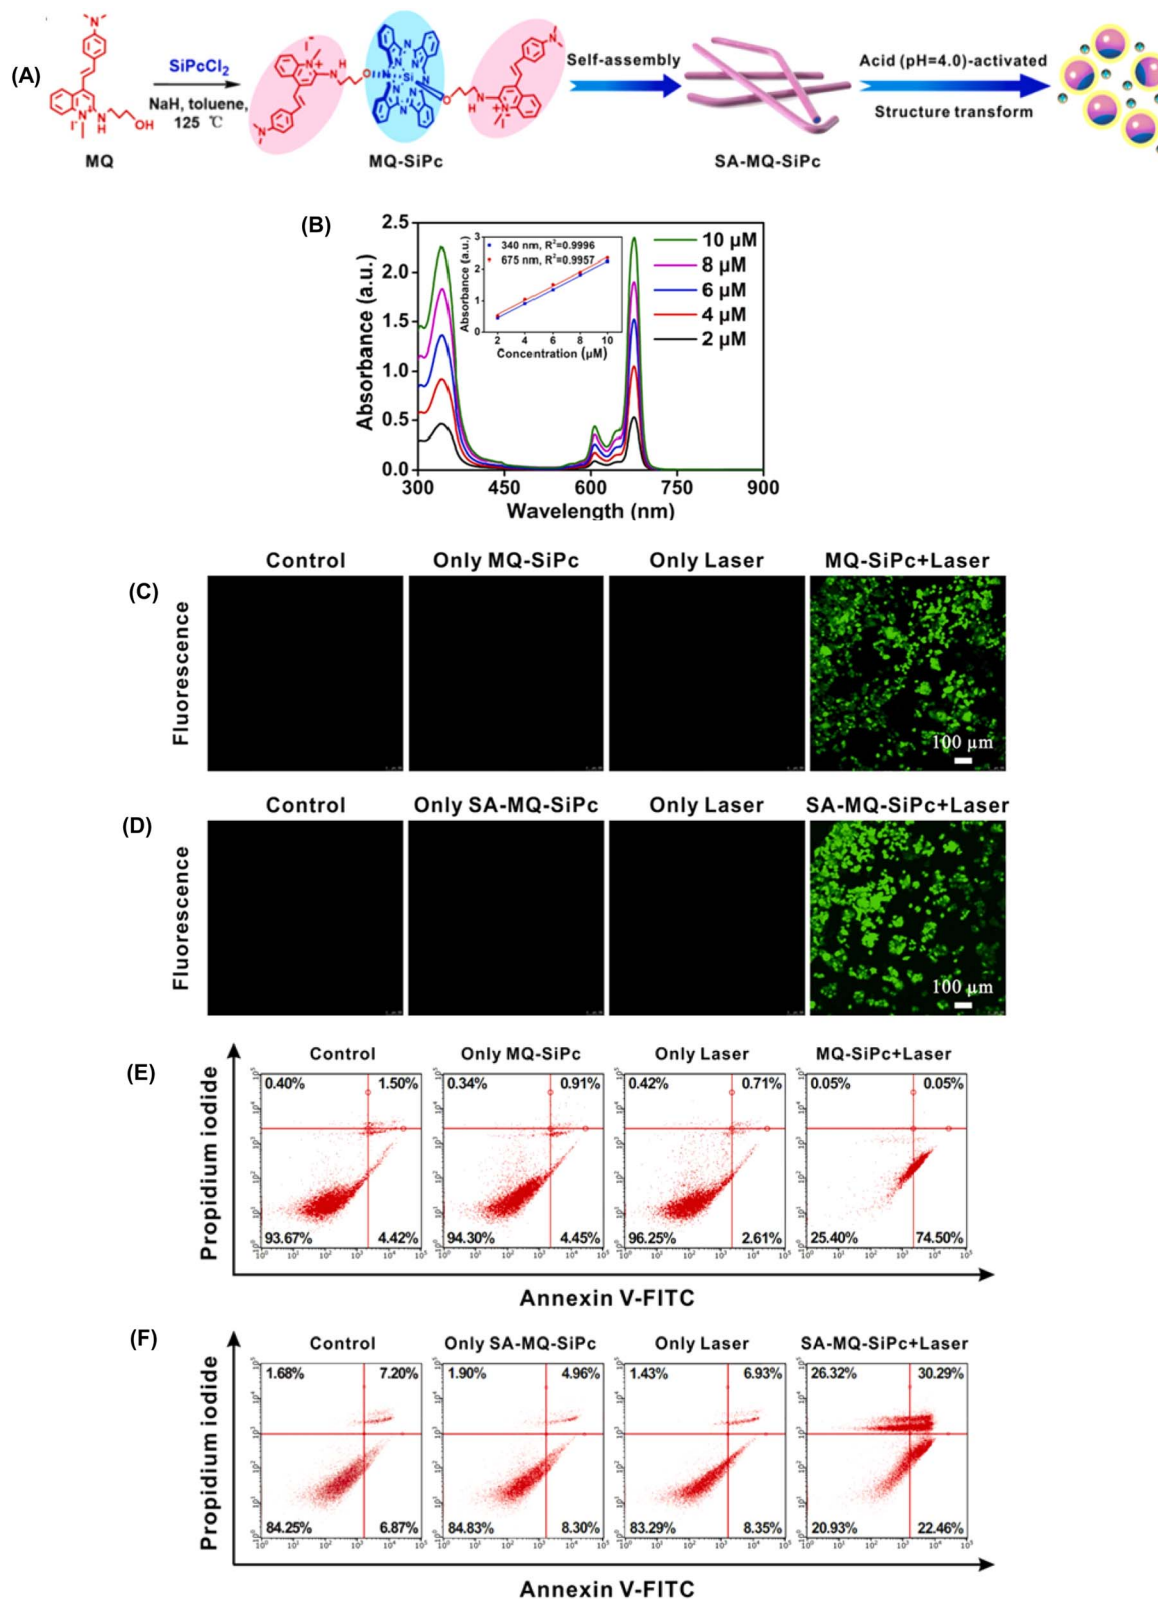 (A)
SiPcCl2
NaH, toluene,
125 ℃
MQ
MQ-SiPc
Self-assembly
SA-MQ-SiPc
Acid (pH=4.0)-activated
Structure transform
(B)
Absorbance (a.u.)
2.5
2.0
1.5
1.0
0.5
0.0
300 450 600 750 900
Wavelength (nm)
10 µM
8 µM
6 µM
4 µM
2 µM
340 nm, R2=0.9996
675 nm, R2=0.9957
Absorbance (a.u.)
3
2
1
0
2 4 6 8 10
Concentration (µM)
(C)
Control Only MQ-SiPc Only Laser MQ-SiPc+Laser
Fluorescence
100 µm
(D)
Control Only SA-MQ-SiPc Only Laser SA-MQ-SiPc+Laser
Fluorescence
100 µm
(E)
Control Only MQ-SiPc Only Laser MQ-SiPc+Laser
0.40% 1.50% 0.34% 0.91% 0.42% 0.71% 0.05% 0.05%
Propidium iodide
93.67% 4.42% 94.30% 4.45% 96.25% 2.61% 25.40% 74.50%
Annexin V-FITC
(F)
Control Only SA-MQ-SiPc Only Laser SA-MQ-SiPc+Laser
1.68% 7.20% 1.90% 4.96% 1.43% 6.93% 26.32% 30.29%
Propidium iodide
84.25% 6.87% 84.83% 8.30% 83.29% 8.35% 20.93% 22.46%
Annexin V-FITC